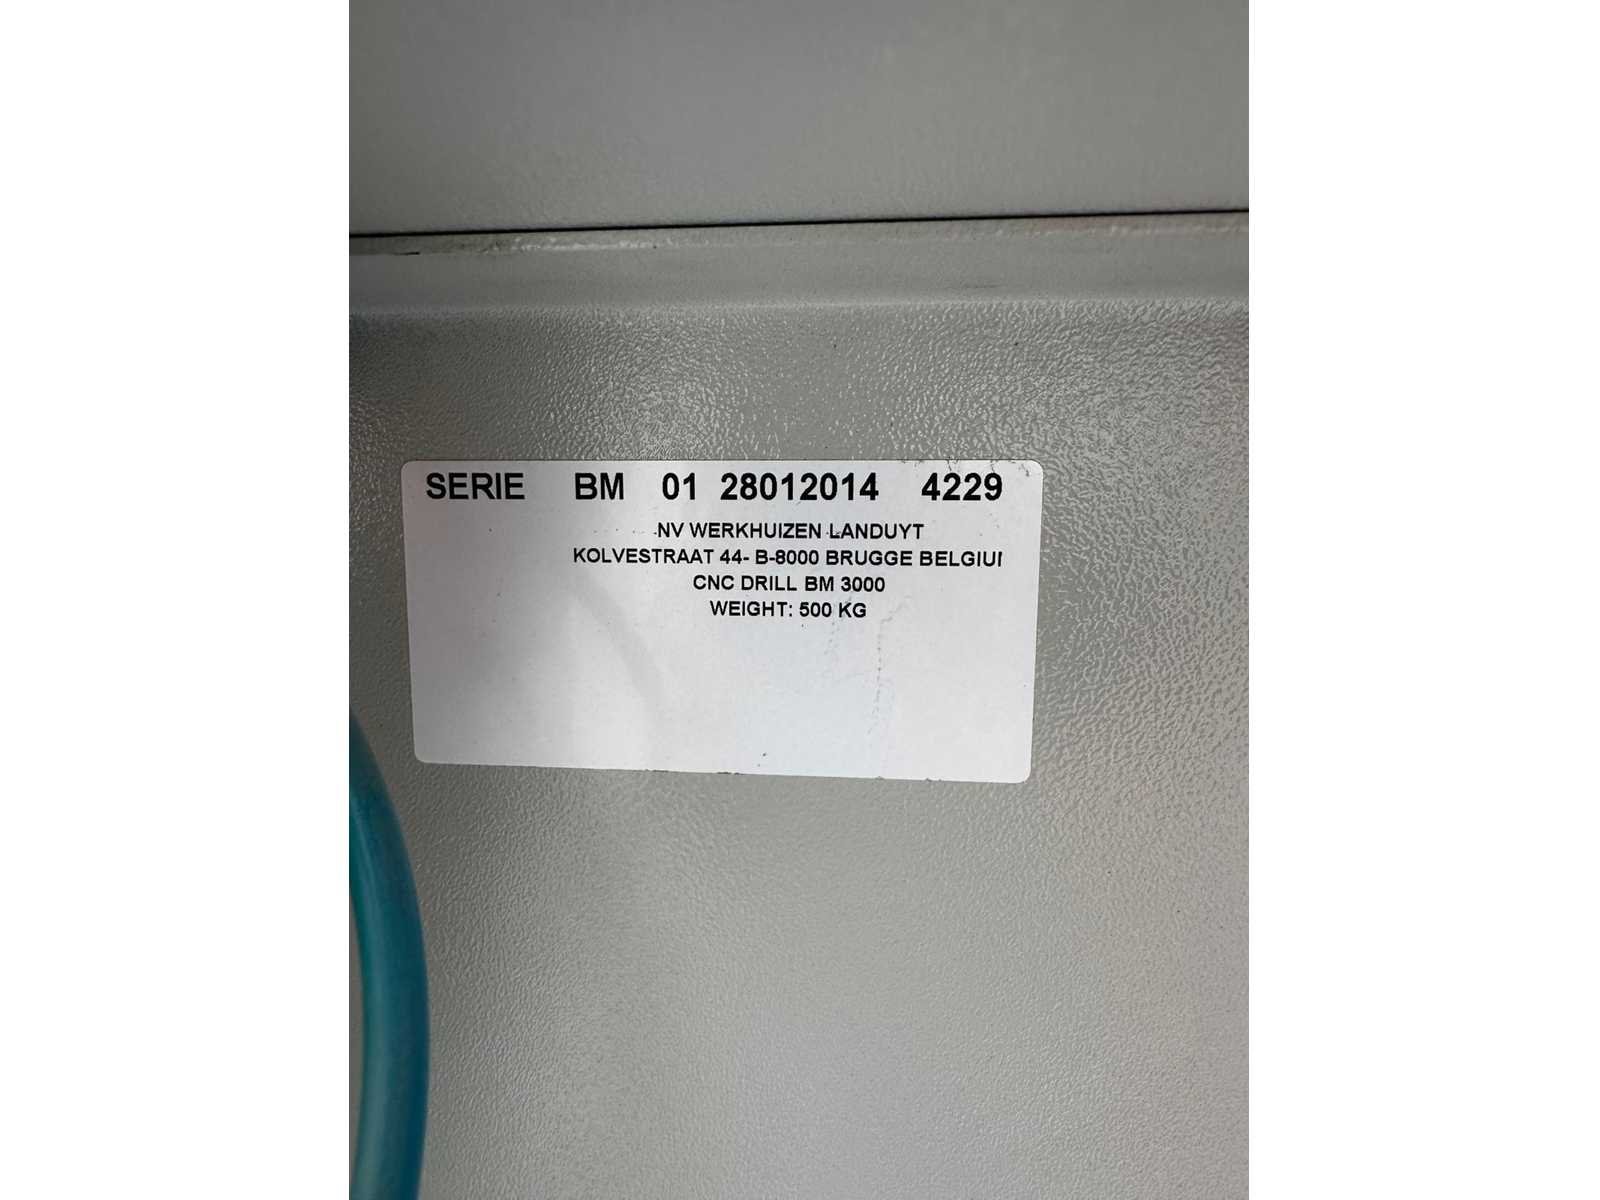 SERIE BM 01 28012014 4229
NV WERKHUIZEN LANDUYT
KOLVESTRAAT 44- B-8000 BRUGGE BELGIUI
CNC DRILL BM 3000
WEIGHT: 500 KG